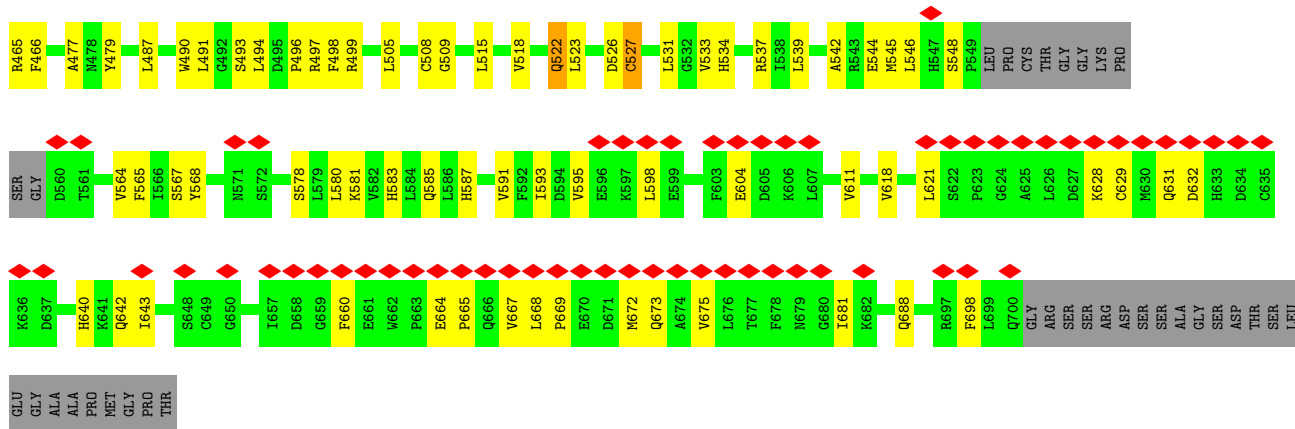 R465 F466 A477 N478 Y479 L487 W490 L491 G492 S493 L494 D495 P496 R497 F498 R499 L505 C508 G509 L515 V518 Q522 L523 D526 C527 L531 G532 V533 H534 R537 I538 L539 A542 R543 E544 M545 L546 H547 S548 P549 LEU PRO CYS THR GLY GLY LYS PRO
SER GLY D560 T561 V564 F565 I566 S567 Y568 N571 S572 S578 L579 L580 K581 V582 H583 L584 Q585 L586 H587 V591 F592 I593 D594 V595 E596 K597 L598 E599 F603 E604 D605 K606 L607 V611 V618 L621 S622 P623 G624 A625 L626 D627 K628 C629 M630 Q631 D632 H633 D634 C635
K636 D637 H640 K641 Q642 I643 S648 C649 G650 I657 D658 G659 F660 E661 W662 P663 E664 P665 Q666 V667 L668 P669 E670 D671 M672 Q673 A674 V675 L676 T677 F678 N679 G680 I681 K682 Q688 R697 F698 L699 Q700 GLY ARG SER SER ARG ASP SER SER ALA GLY SER ASP THR SER LEU
GLU GLY ALA ALA PRO MET GLY PRO THR